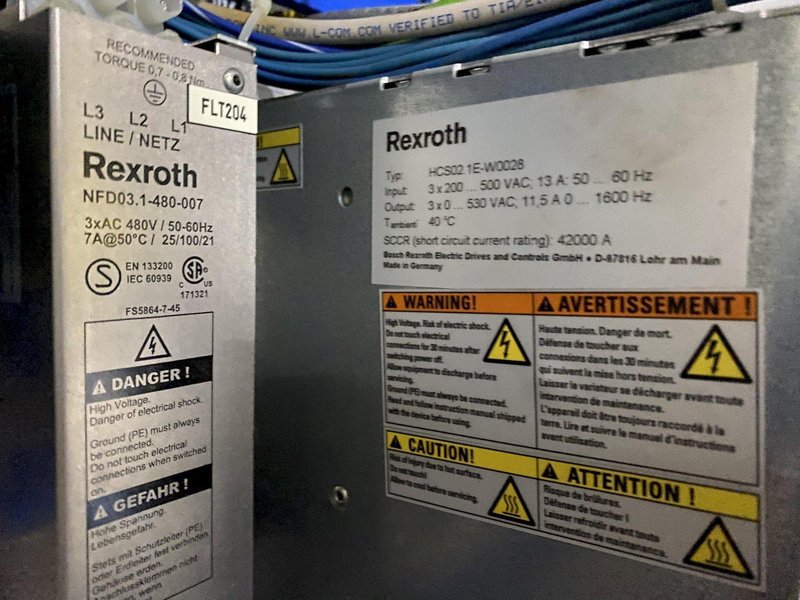 INC WWW.L-COM.COM VERIFIED TO TIA/EI
RECOMMENDED
TORQUE 0,7 - 0,8 Nm
FLT204
L3 L2 L1
LINE / NETZ
Rexroth
NFD03.1-480-007
3xAC 480V / 50-60Hz
7A@50°C / 25/100/21
S
EN 133200
IEC 60939
C SA US
171321
FS5864-7-45
DANGER !
High Voltage.
Danger of electrical shock.
Ground (PE) must always
be connected.
Do not touch electrical
connections when switched
on.
GEFAHR !
Hohe Spannung.
Lebensgefahr.
Stets mit Schutzleiter (PE)
oder Erdleiter fest verbinden.
Gehäuse erden.
Anschlussklemmen nicht
wenn
Rexroth
Typ: HCS02.1E-W0028
Input: 3 x 200 ... 500 VAC, 13 A: 50 ... 60 Hz
Output: 3 x 0 ... 530 VAC, 11,5 A 0 ... 1600 Hz
Tambient: 40 °C
SCCR (short circuit current rating): 42000 A
Bosch Rexroth Electric Drives and Controls GmbH • D-97816 Lohr am Main
Made in Germany
WARNING!
High Voltage. Risk of electric shock.
Do not touch electrical
connections for 30 minutes after
switching power off.
Allow equipment to discharge before
servicing.
Ground (PE) must always be connected.
Read and follow instruction manual shipped
with the device before using.
AVERTISSEMENT !
Haute tension. Danger de mort.
Défense de toucher aux
connexions dans les 30 minutes
qui suivent la mise hors tension.
Laisser le variateur se décharger avant toute
intervention de maintenance.
L'appareil doit être toujours raccordé à la
terre. Lire et suivre le manuel d'instructions
avant utilisation.
CAUTION!
Risk of injury due to hot surface.
Do not touch!
Allow to cool before servicing.
ATTENTION !
Risque de brûlures.
Défense de toucher !
Laisser refroidir avant toute
intervention de maintenance.